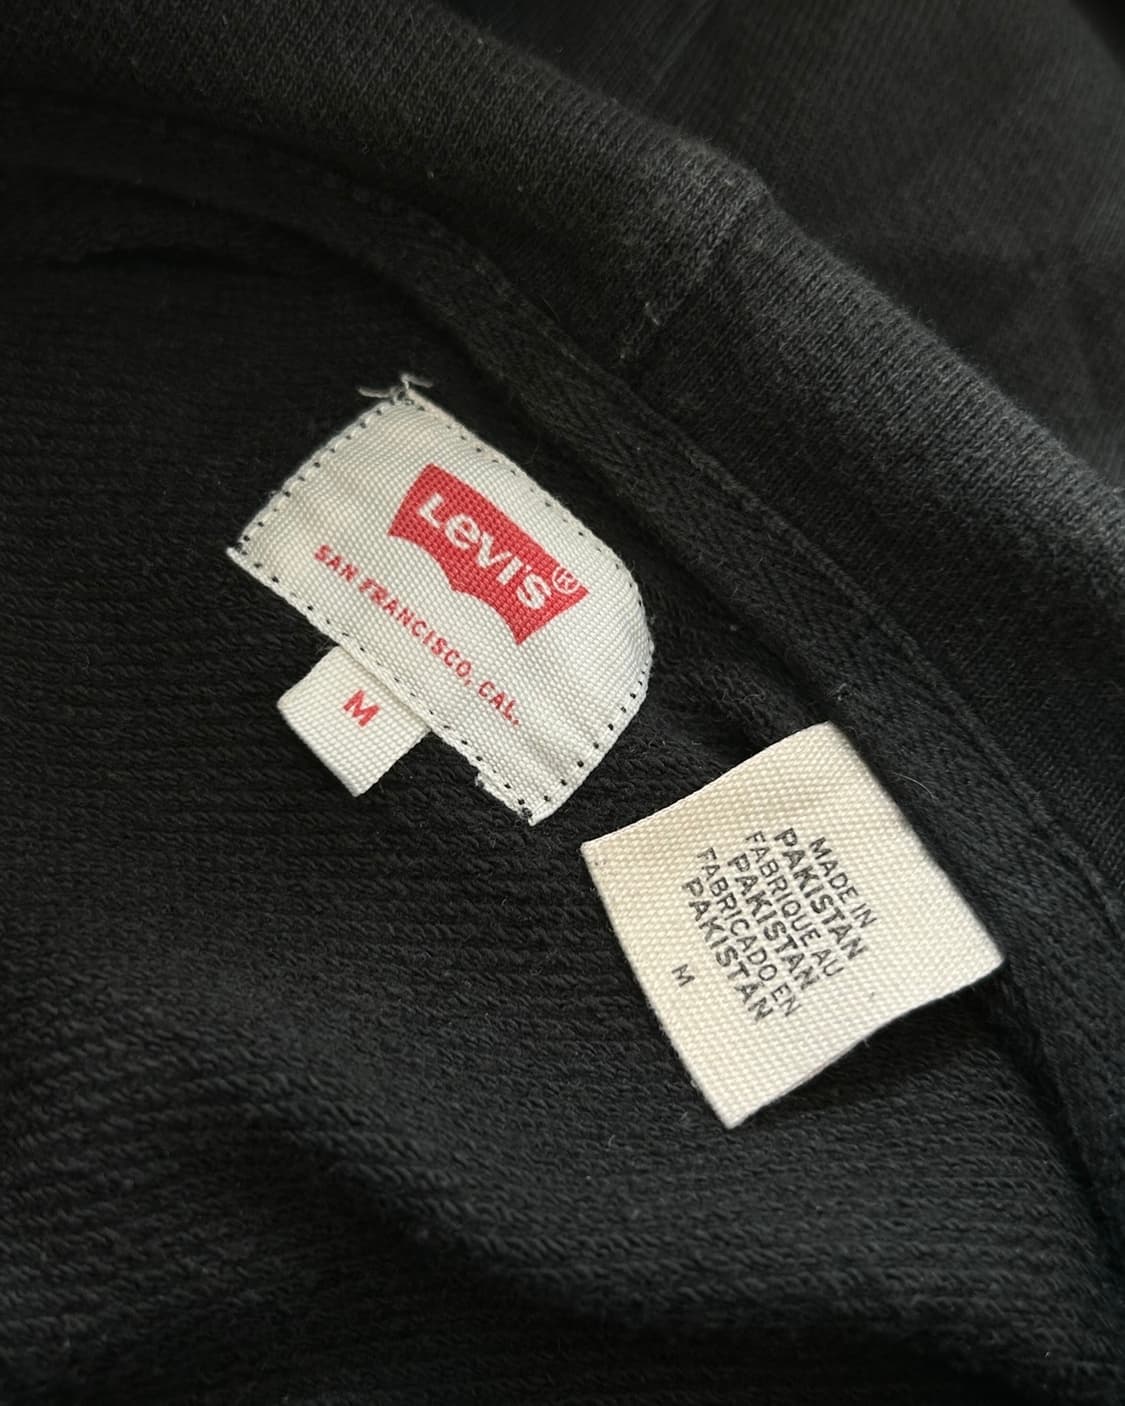 Levi's®
SAN FRANCISCO, CAL.
M
MADE IN
PAKISTAN
FABRIQUE AU
PAKISTAN
FABRICADO EN
PAKISTAN
M